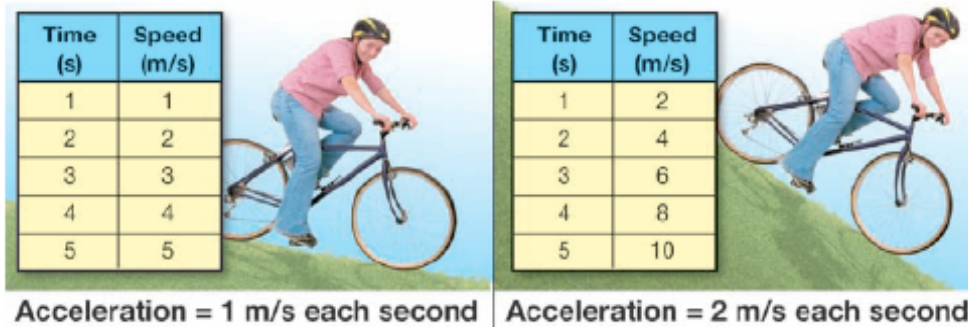 Time (s) Speed (m/s)
1 1
2 2
3 3
4 4
5 5
Acceleration = 1 m/s each second
Time (s) Speed (m/s)
1 2
2 4
3 6
4 8
5 10
Acceleration = 2 m/s each second